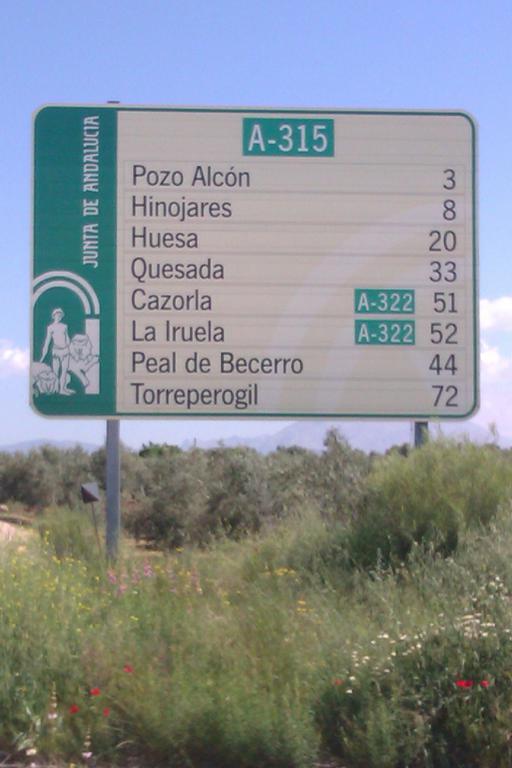 JUNTA DE ANDALUCIA
A-315
Pozo Alcón 3
Hinojares 8
Huesa 20
Quesada 33
Cazorla A-322 51
La Iruela A-322 52
Peal de Becerro 44
Torreperogil 72